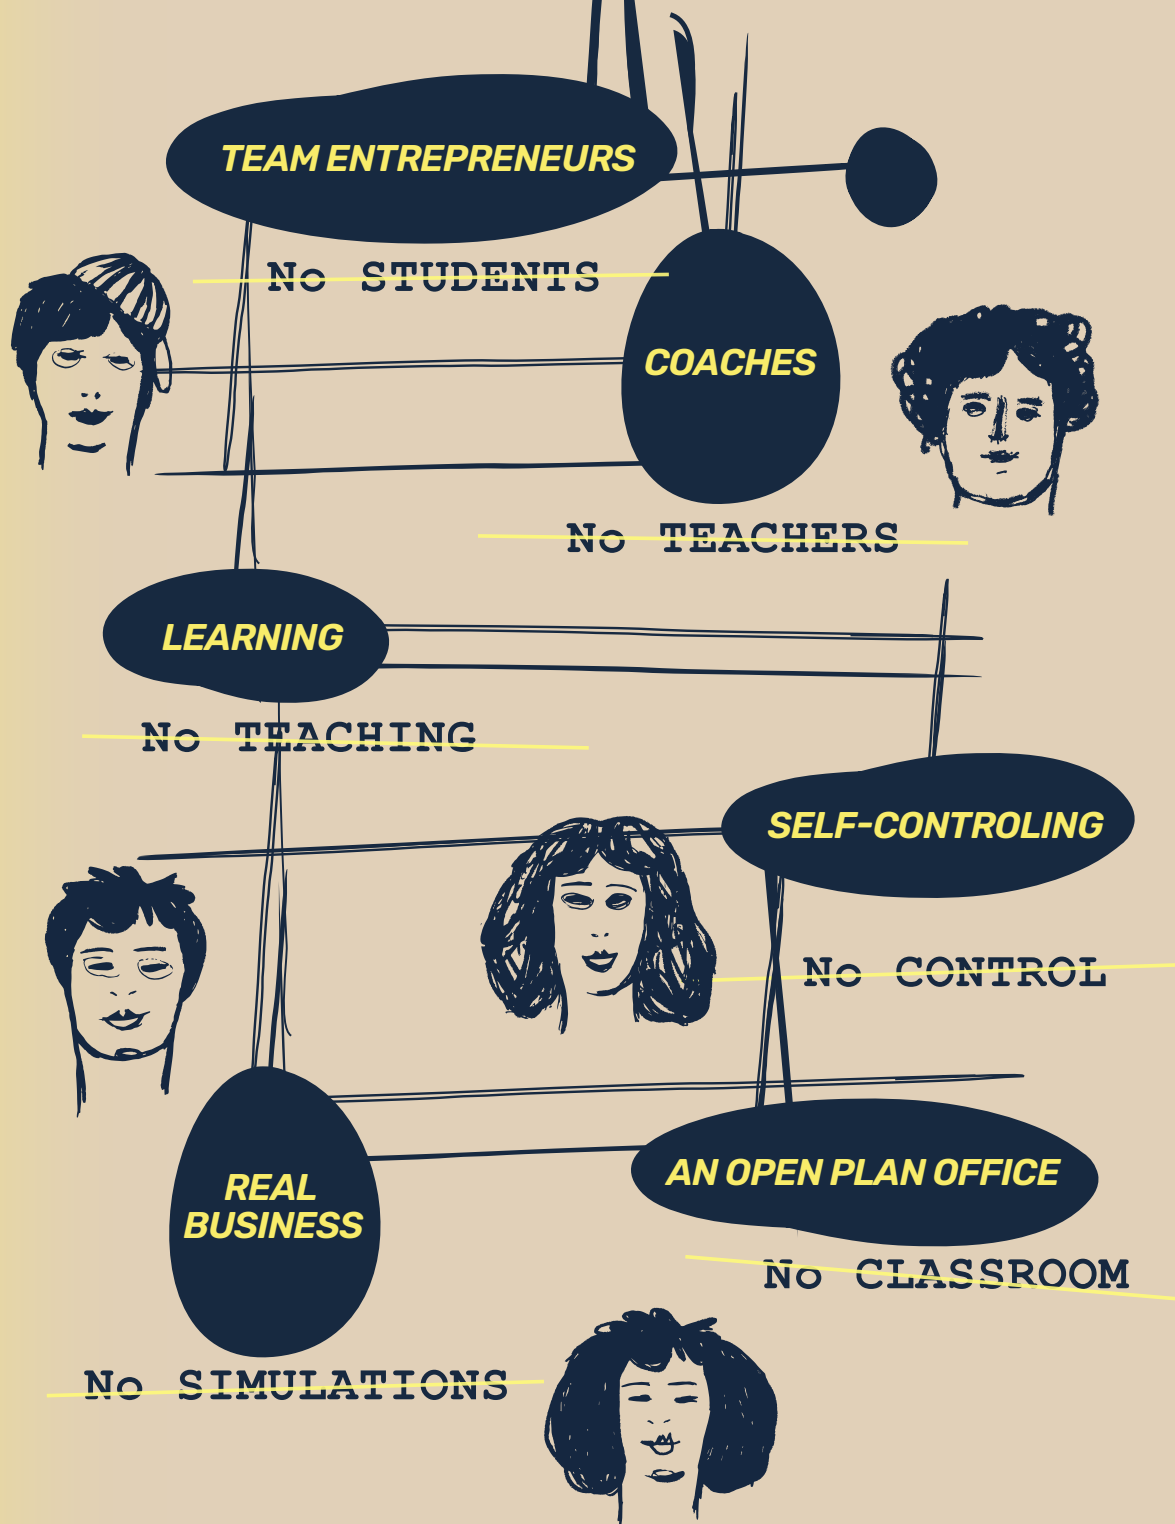 TEAM ENTREPRENEURS
No STUDENTS
COACHES
No TEACHERS
LEARNING
No TEACHING
SELF-CONTROLING
No CONTROL
AN OPEN PLAN OFFICE
REAL
BUSINESS
No CLASSROOM
No SIMULATIONS